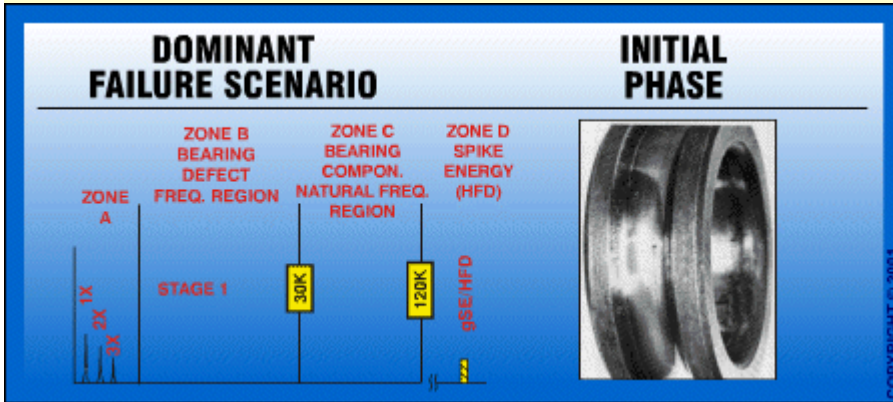 DOMINANT
FAILURE SCENARIO
INITIAL
PHASE
ZONE
A
ZONE B
BEARING
DEFECT
FREQ. REGION
ZONE C
BEARING
COMPON.
NATURAL FREQ.
REGION
ZONE D
SPIKE
ENERGY
(HFD)
STAGE 1
1X
2X
3X
30K
120K
gSE/HFD
COPYRIGHT ©